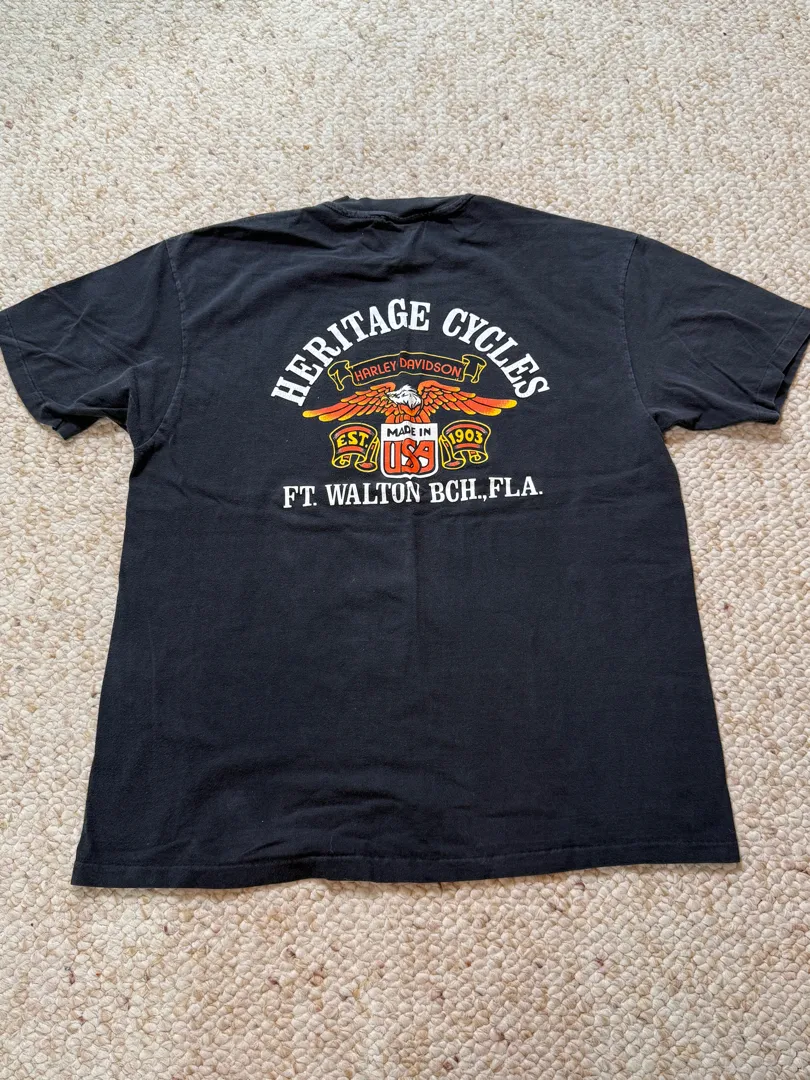 HERITAGE CYCLES
HARLEY-DAVIDSON
EST. MADE IN 1903
USA
FT. WALTON BCH.,FLA.